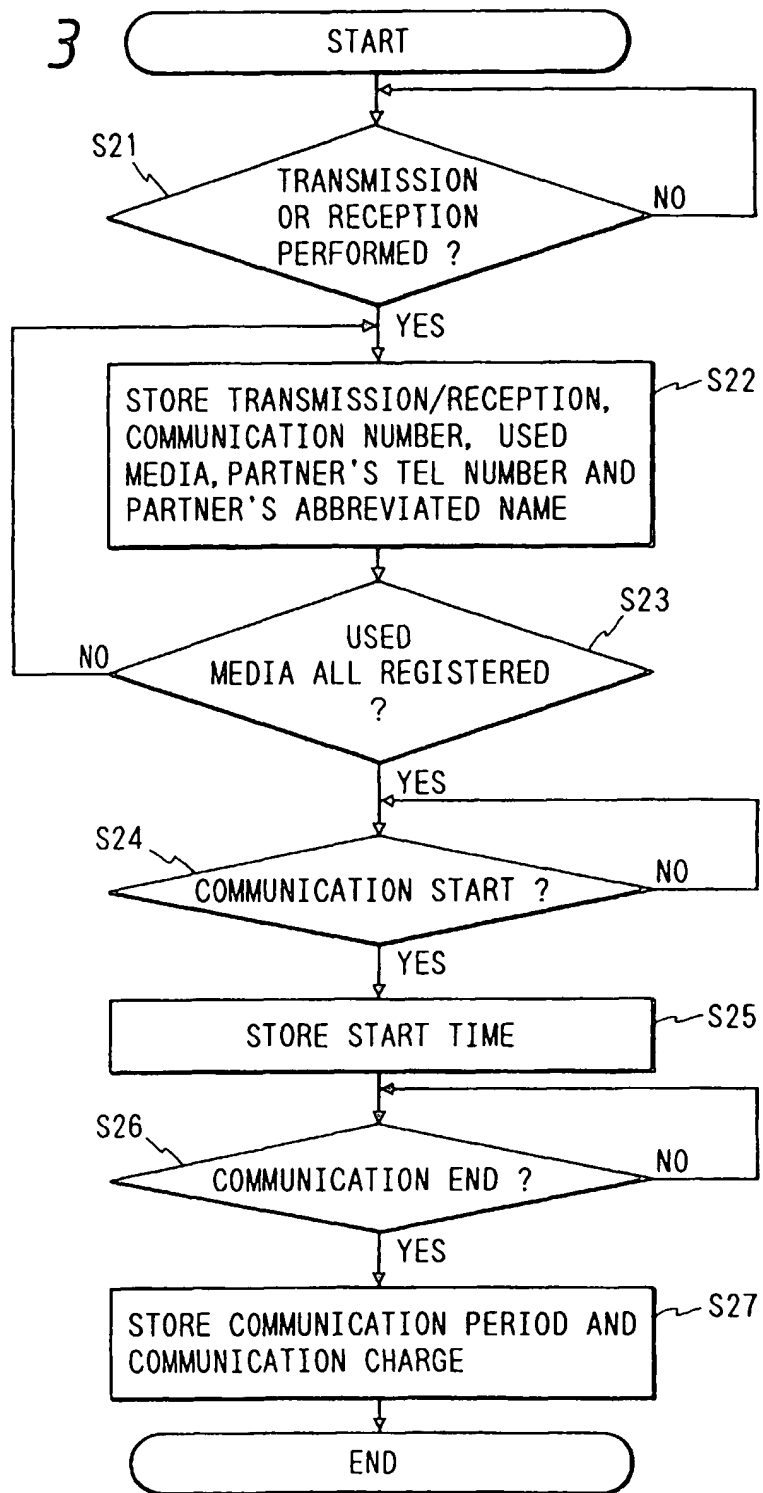 3
START
S21
TRANSMISSION
OR RECEPTION
PERFORMED ?
NO
YES
S22
STORE TRANSMISSION/RECEPTION,
COMMUNICATION NUMBER, USED
MEDIA, PARTNER'S TEL NUMBER AND
PARTNER'S ABBREVIATED NAME
S23
USED
MEDIA ALL REGISTERED
?
NO
YES
S24
COMMUNICATION START ?
NO
YES
STORE START TIME
S25
S26
COMMUNICATION END ?
NO
YES
S27
STORE COMMUNICATION PERIOD AND
COMMUNICATION CHARGE
END